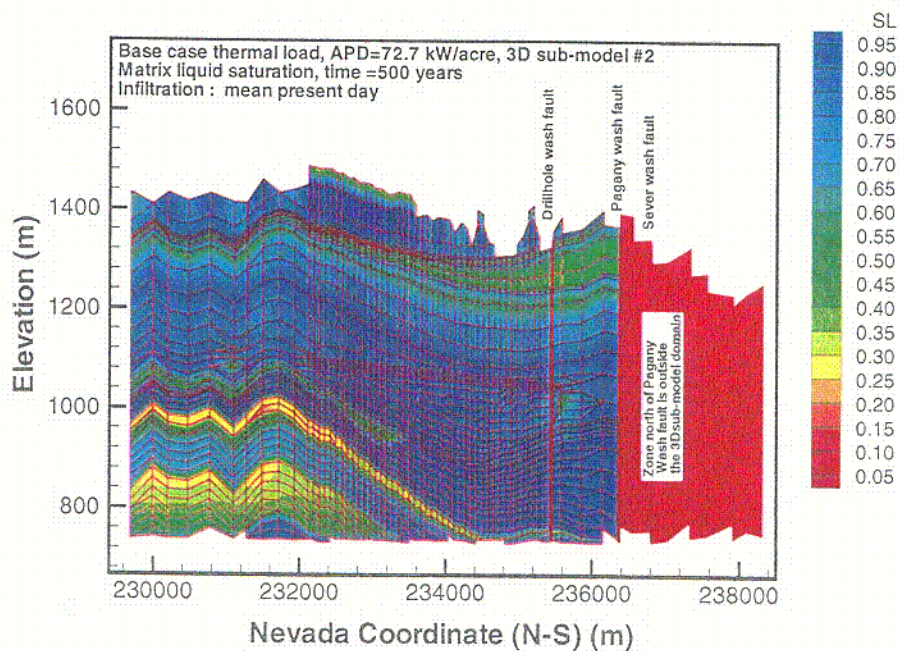 Base case thermal load, APD=72.7 kW/acre, 3D sub-model #2
Matrix liquid saturation, time =500 years
Infiltration : mean present day
Drillhole wash fault
Pagany wash fault
Sever wash fault
Zone north of Pagany
Wash fault is outside
the 3Dsub-model domain
Elevation (m)
1600
1400
1200
1000
800
230000
232000
234000
236000
238000
Nevada Coordinate (N-S) (m)
SL
0.95
0.90
0.85
0.75
0.70
0.65
0.60
0.55
0.50
0.45
0.40
0.35
0.30
0.25
0.20
0.15
0.05